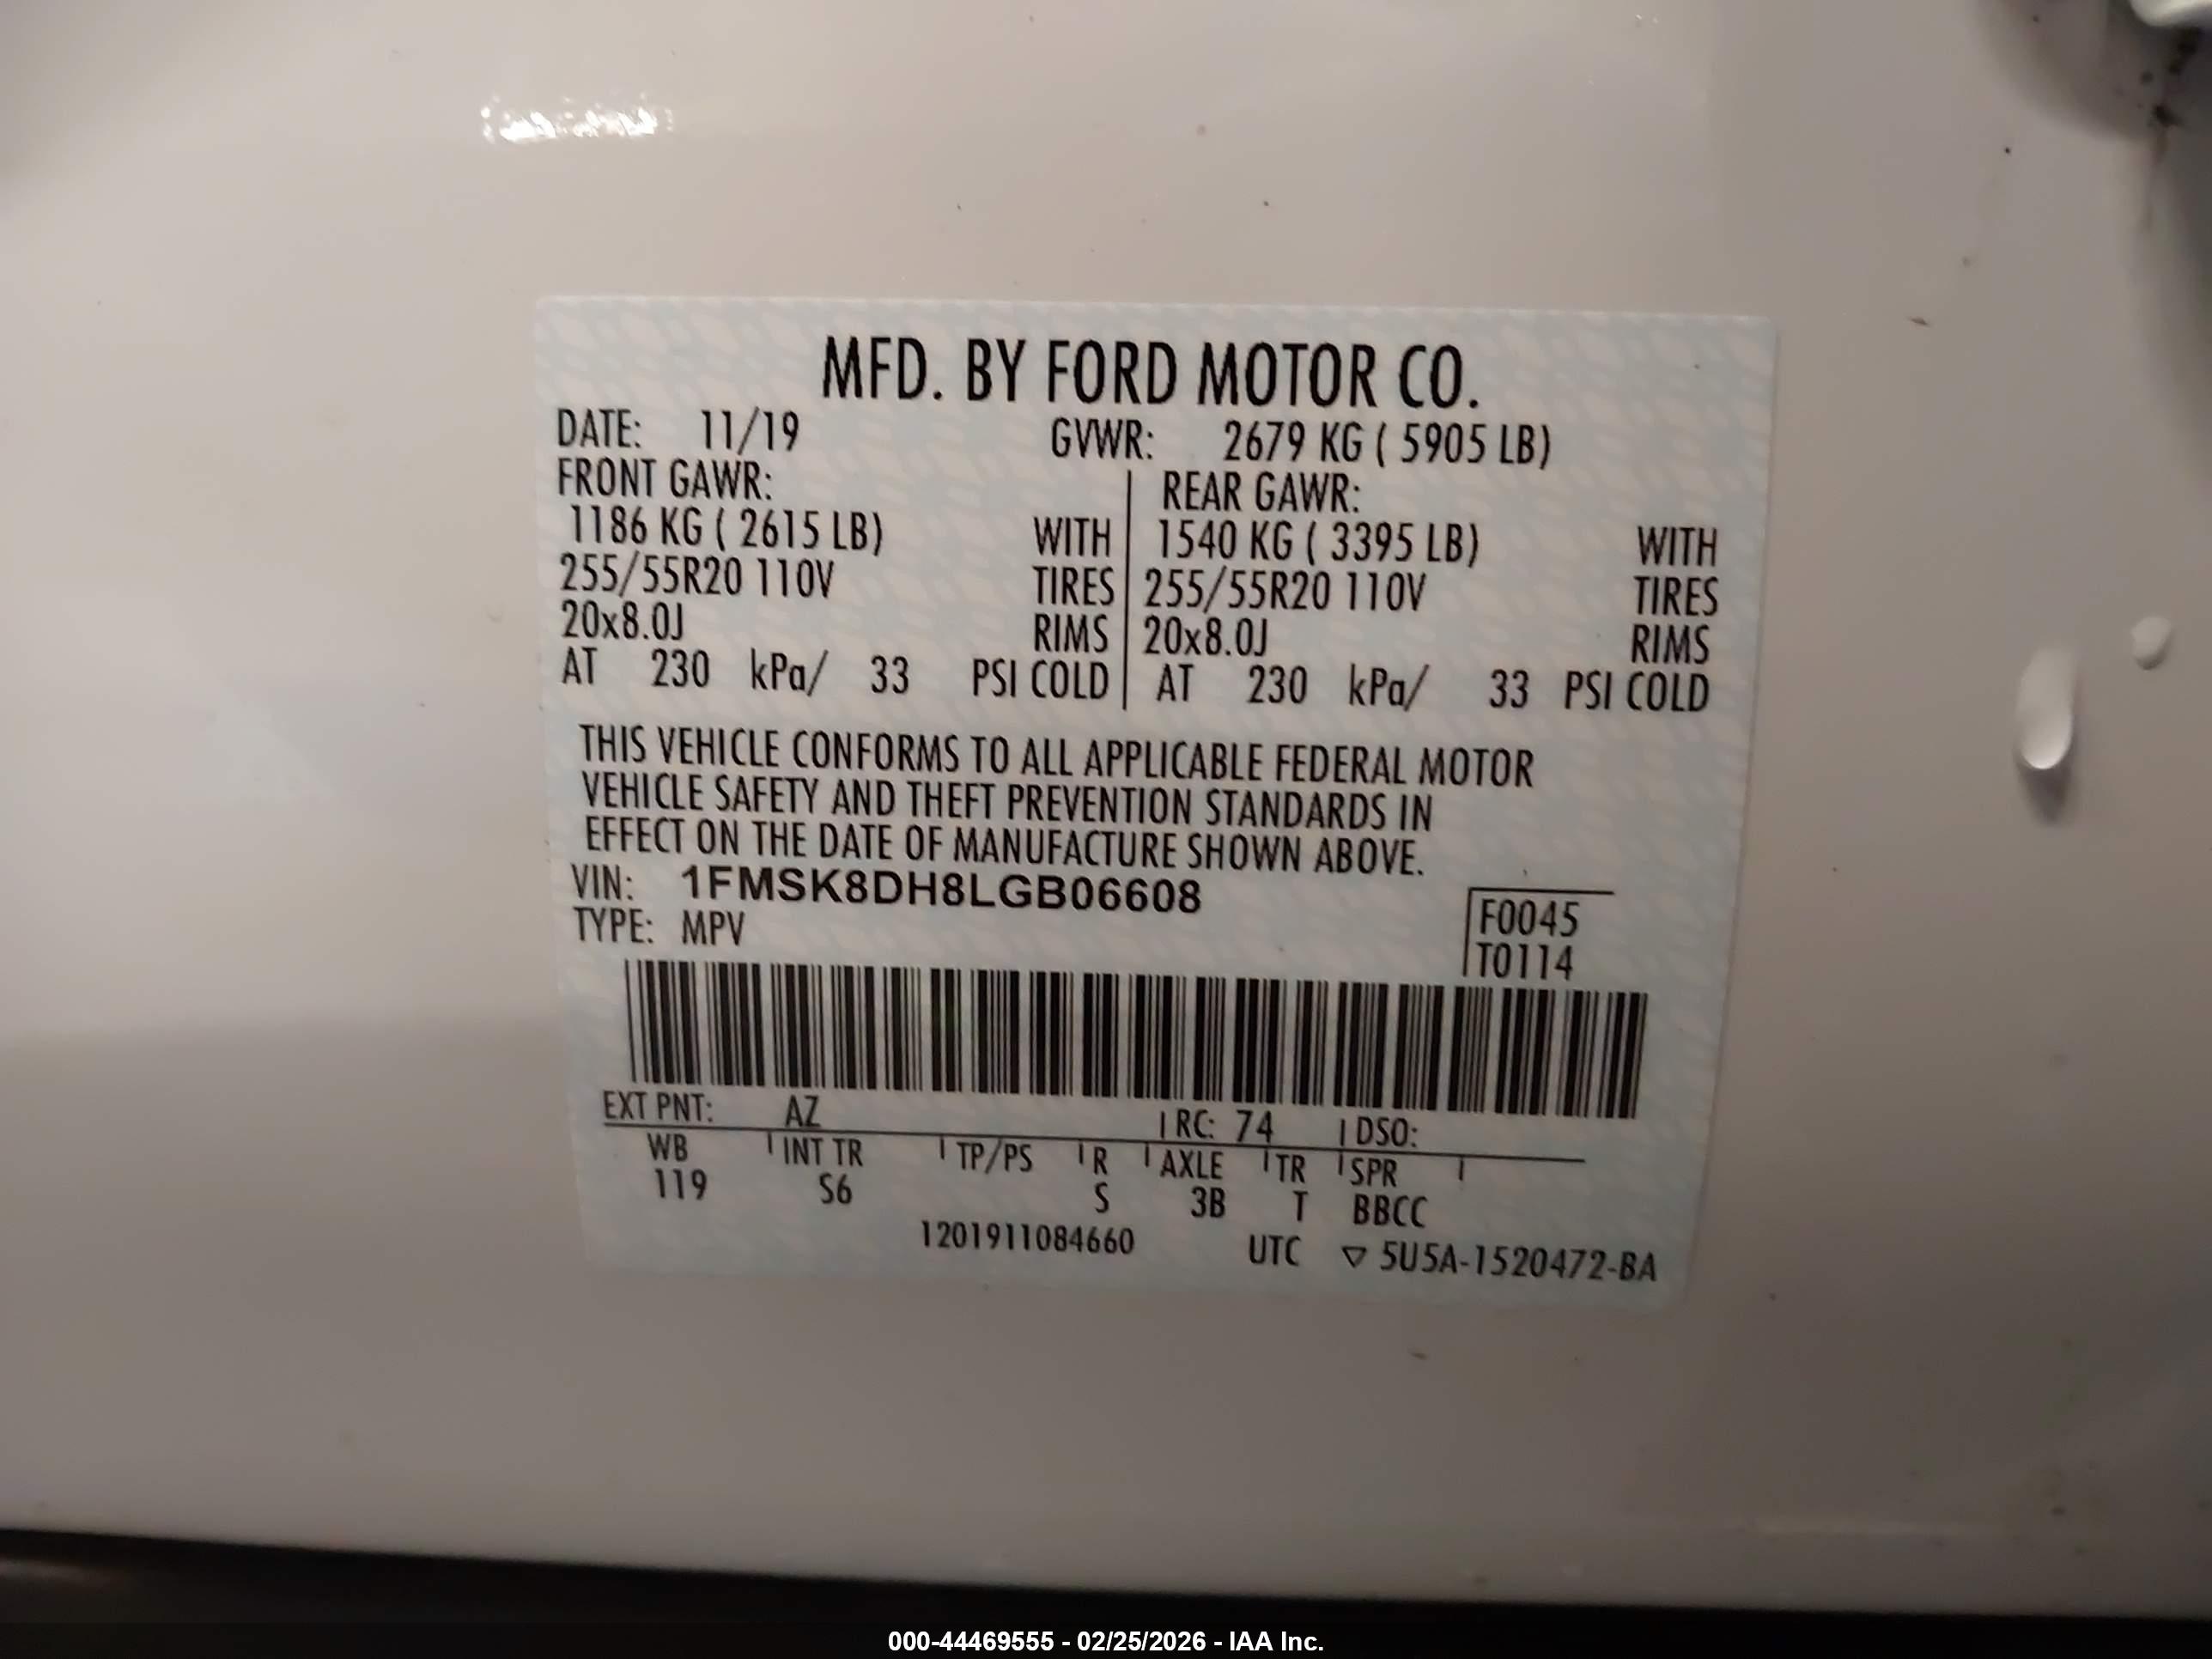 MFD. BY FORD MOTOR CO.
DATE: 11/19 GVWR: 2679 KG ( 5905 LB)
FRONT GAWR: REAR GAWR:
1186 KG ( 2615 LB) WITH 1540 KG ( 3395 LB) WITH
255/55R20 110V TIRES 255/55R20 110V TIRES
20x8.0J RIMS 20x8.0J RIMS
AT 230 kPa/ 33 PSI COLD AT 230 kPa/ 33 PSI COLD
THIS VEHICLE CONFORMS TO ALL APPLICABLE FEDERAL MOTOR
VEHICLE SAFETY AND THEFT PREVENTION STANDARDS IN
EFFECT ON THE DATE OF MANUFACTURE SHOWN ABOVE.
VIN: 1FMSK8DH8LGB06608
TYPE: MPV
F0045
T0114
EXT PNT: AZ RC: 74 DSO:
WB INT TR TP/PS R AXLE TR SPR
119 S6 S 3B T BBCC
1201911084660 UTC ▽ 5U5A-1520472-BA
000-44469555 - 02/25/2026 - IAA Inc.